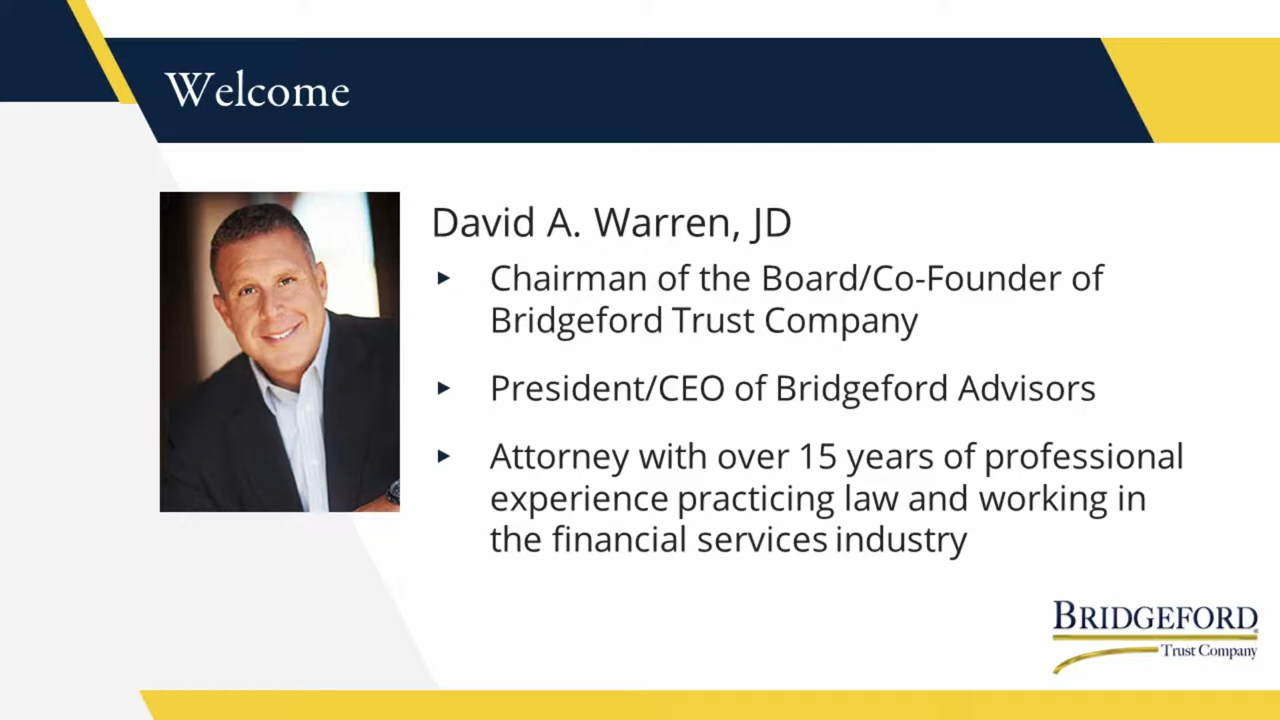 Welcome
David A. Warren, JD
Chairman of the Board/Co-Founder of
Bridgeford Trust Company
President/CEO of Bridgeford Advisors
Attorney with over 15 years of professional
experience practicing law and working in
the financial services industry
BRIDGEFORD
Trust Company